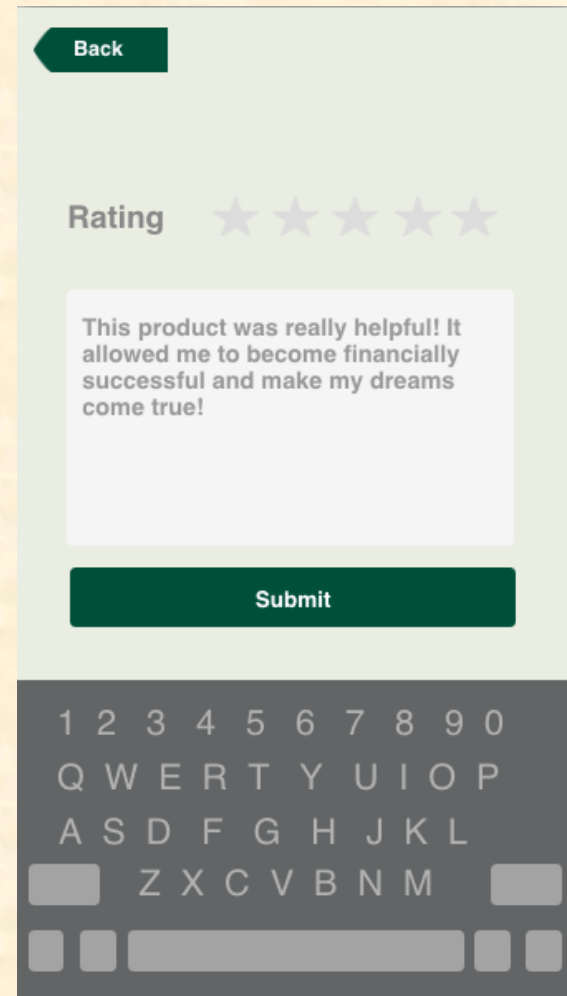 Back
Rating
This product was really helpful! It
allowed me to become financially
successful and make my dreams
come true!
Submit
1 2 3 4 5 6 7 8 9 0
Q W E R T Y U I O P
A S D F G H J K L
Z X C V B N M